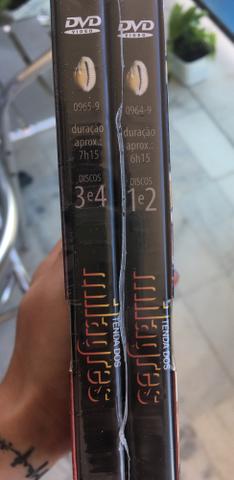 DVD
VIDEO
0965-9
duração
aprox.:
7h15
DISCOS
3 e 4
TENDA DOS
milagres
DVD
VIDEO
0964-9
duração
aprox.:
6h15
DISCOS
1 e 2
TENDA DOS
milagres